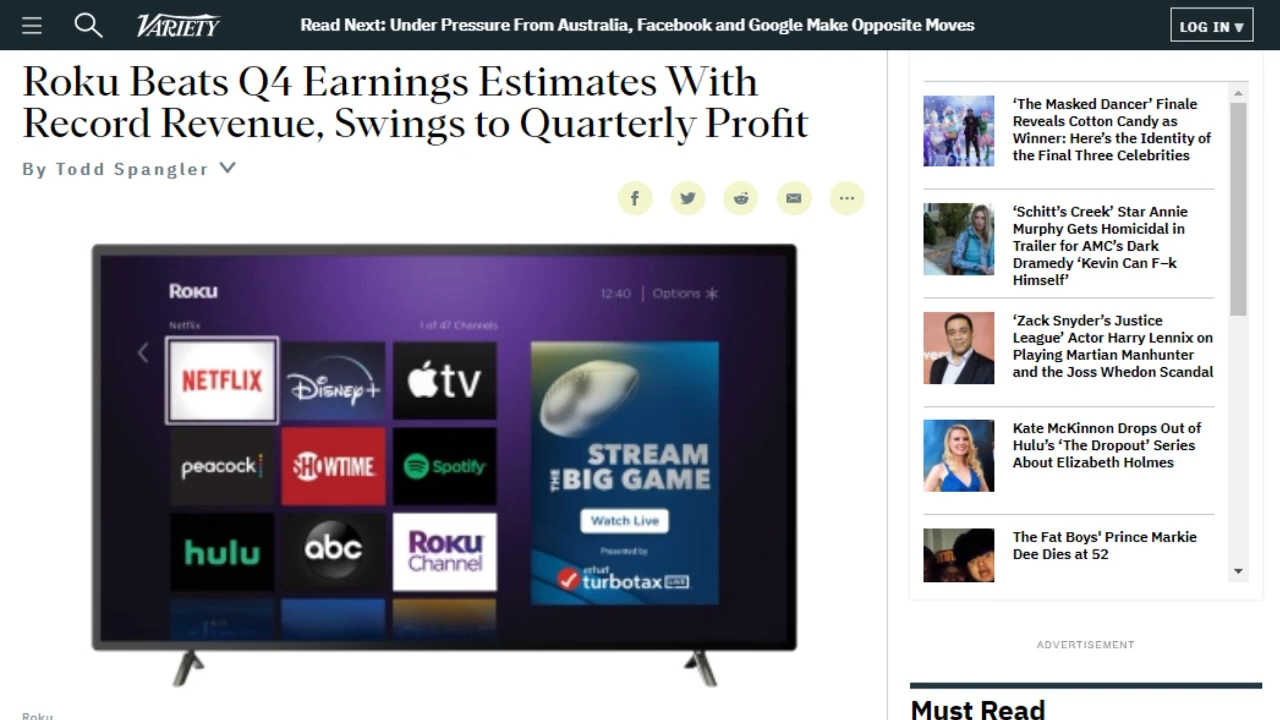 VARIETY
Read Next: Under Pressure From Australia, Facebook and Google Make Opposite Moves
LOG IN ▾
Roku Beats Q4 Earnings Estimates With
Record Revenue, Swings to Quarterly Profit
By Todd Spangler
Roku
12:40 | Options
Netflix
1 of 47 Channels
NETFLIX
Disney+
tv
peacock
SHOWTIME
Spotify
hulu
abc
Roku
Channel
STREAM
THE BIG GAME
Watch Live
Presented by
intuit
turbotax LIVE
Roku
‘The Masked Dancer’ Finale
Reveals Cotton Candy as
Winner: Here’s the Identity of
the Final Three Celebrities
‘Schitt’s Creek’ Star Annie
Murphy Gets Homicidal in
Trailer for AMC’s Dark
Dramedy ‘Kevin Can F–k
Himself’
‘Zack Snyder’s Justice
League’ Actor Harry Lennix on
Playing Martian Manhunter
and the Joss Whedon Scandal
Kate McKinnon Drops Out of
Hulu’s ‘The Dropout’ Series
About Elizabeth Holmes
The Fat Boys' Prince Markie
Dee Dies at 52
ADVERTISEMENT
Must Read